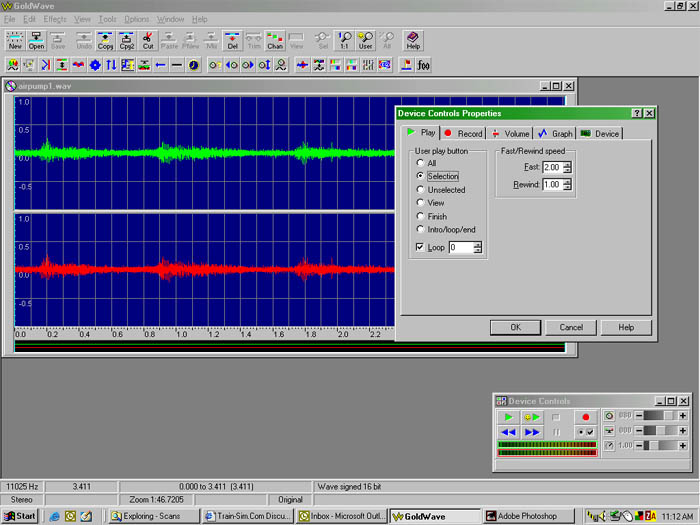 GoldWave
File Edit Effects View Tools Options Window Help
New Open Save Undo Copy Cpy2 Cut Paste PNew Mix Del Trim Chan View Sel 1:1 User All Help
f00
airpump1.wav
1.0
0.5
0.0
-0.5
1.0
0.5
0.0
-0.5
0.0 0.2 0.4 0.6 0.8 1.0 1.2 1.4 1.6 1.8 2.0 2.2
Device Controls Properties
Play Record Volume Graph Device
User play button
All
Selection
Unselected
View
Finish
Intro/loop/end
Loop 0
Fast/Rewind speed
Fast: 2.00
Rewind: 1.00
OK Cancel Help
Device Controls
1.00
11025 Hz 3.411 0.000 to 3.411 (3.411) Wave signed 16 bit
Stereo Zoom 1:46.7205 Original
Start Exploring - Scans Train-Sim.Com Discu... Inbox - Microsoft Outl... GoldWave Adobe Photoshop 11:12 AM